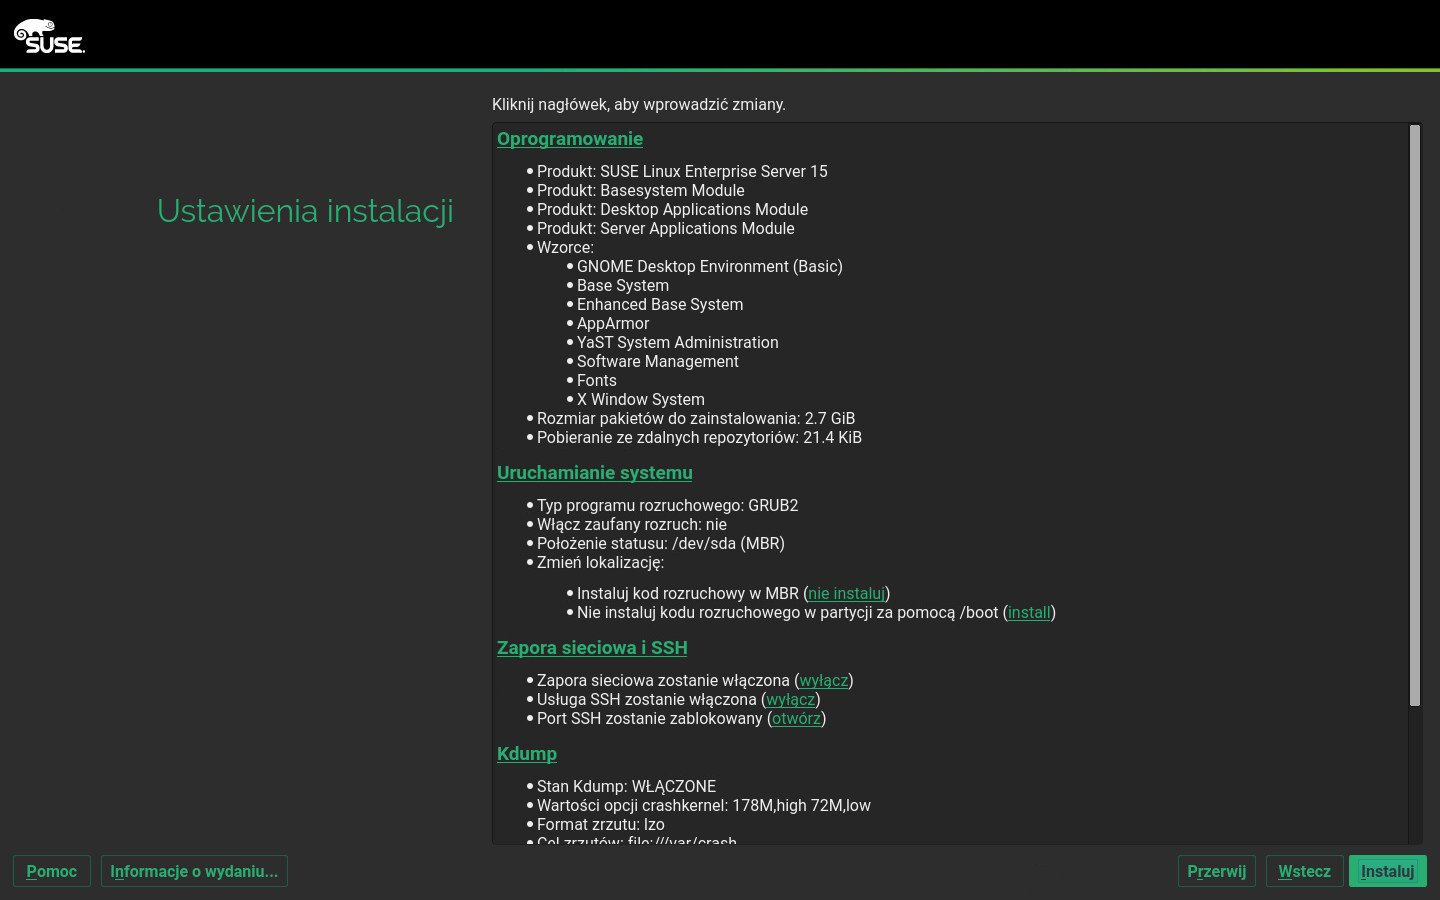 SUSE
Kliknij nagłówek, aby wprowadzić zmiany.
Ustawienia instalacji
Oprogramowanie
Produkt: SUSE Linux Enterprise Server 15
Produkt: Basesystem Module
Produkt: Desktop Applications Module
Produkt: Server Applications Module
Wzorce:
GNOME Desktop Environment (Basic)
Base System
Enhanced Base System
AppArmor
YaST System Administration
Software Management
Fonts
X Window System
Rozmiar pakietów do zainstalowania: 2.7 GiB
Pobieranie ze zdalnych repozytoriów: 21.4 KiB
Uruchamianie systemu
Typ programu rozruchowego: GRUB2
Włącz zaufany rozruch: nie
Położenie statusu: /dev/sda (MBR)
Zmień lokalizację:
Instaluj kod rozruchowy w MBR (nie instaluj)
Nie instaluj kodu rozruchowego w partycji za pomocą /boot (install)
Zapora sieciowa i SSH
Zapora sieciowa zostanie włączona (wyłącz)
Usługa SSH zostanie włączona (wyłącz)
Port SSH zostanie zablokowany (otwórz)
Kdump
Stan Kdump: WŁĄCZONE
Wartości opcji crashkernel: 178M,high 72M,low
Format zrzutu: lzo
Cel zrzutów: file:///var/crash
Pomoc
Informacje o wydaniu...
Przerwij
Wstecz
Instaluj